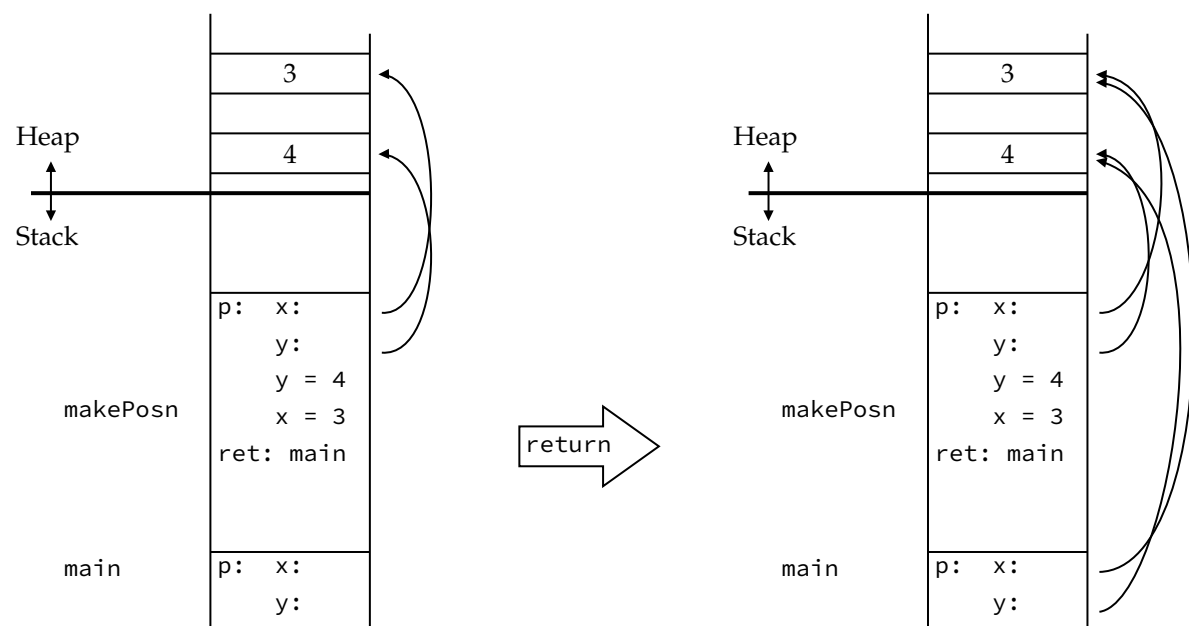 3
Heap
4
Stack
p: x:
y:
y = 4
makePosn
x = 3
ret: main
main
p: x:
y:
return
3
Heap
4
Stack
p: x:
y:
y = 4
makePosn
x = 3
ret: main
main
p: x:
y: